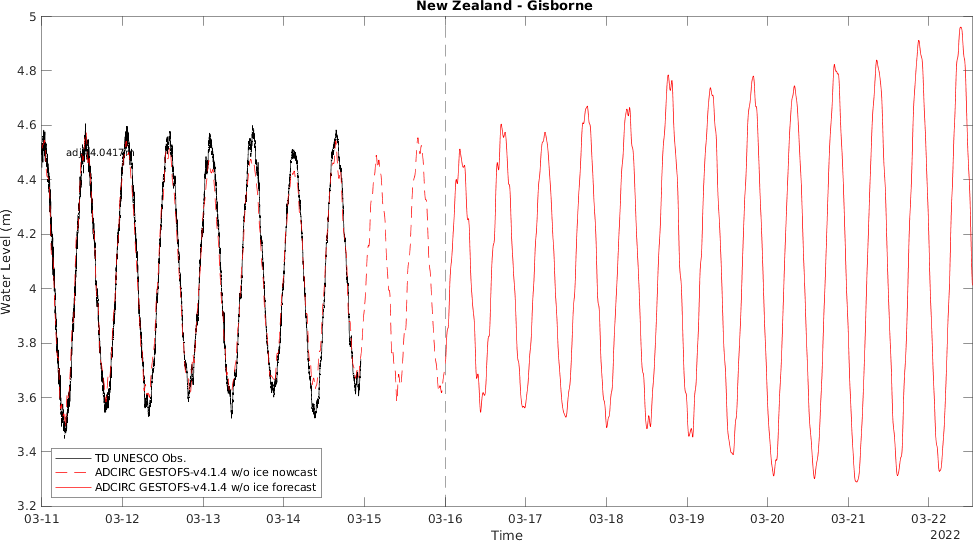 New Zealand - Gisborne
5
4.8
4.6
4.4
4.2
4
3.8
3.6
3.4
3.2
Water Level (m)
TD UNESCO Obs.
ADCIRC GESTOFS-v4.1.4 w/o ice nowcast
ADCIRC GESTOFS-v4.1.4 w/o ice forecast
03-11 03-12 03-13 03-14 03-15 03-16 03-17 03-18 03-19 03-20 03-21 03-22
Time 2022